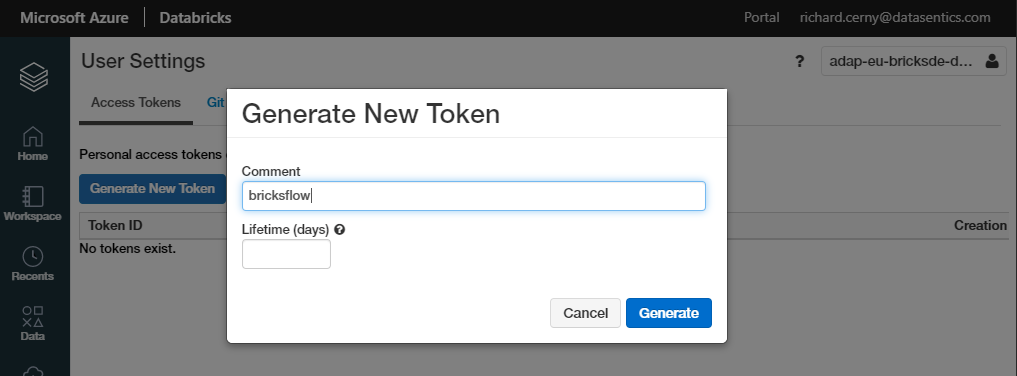 Microsoft Azure | Databricks Portal richard.cerny@datasentics.com
User Settings ? adap-eu-bricksde-d...
Access Tokens Git
Generate New Token
Personal access tokens
Comment
Generate New Token
bricksflow
Token ID Creation
Lifetime (days) ?
No tokens exist.
Cancel Generate
Home
Workspace
Recents
Data